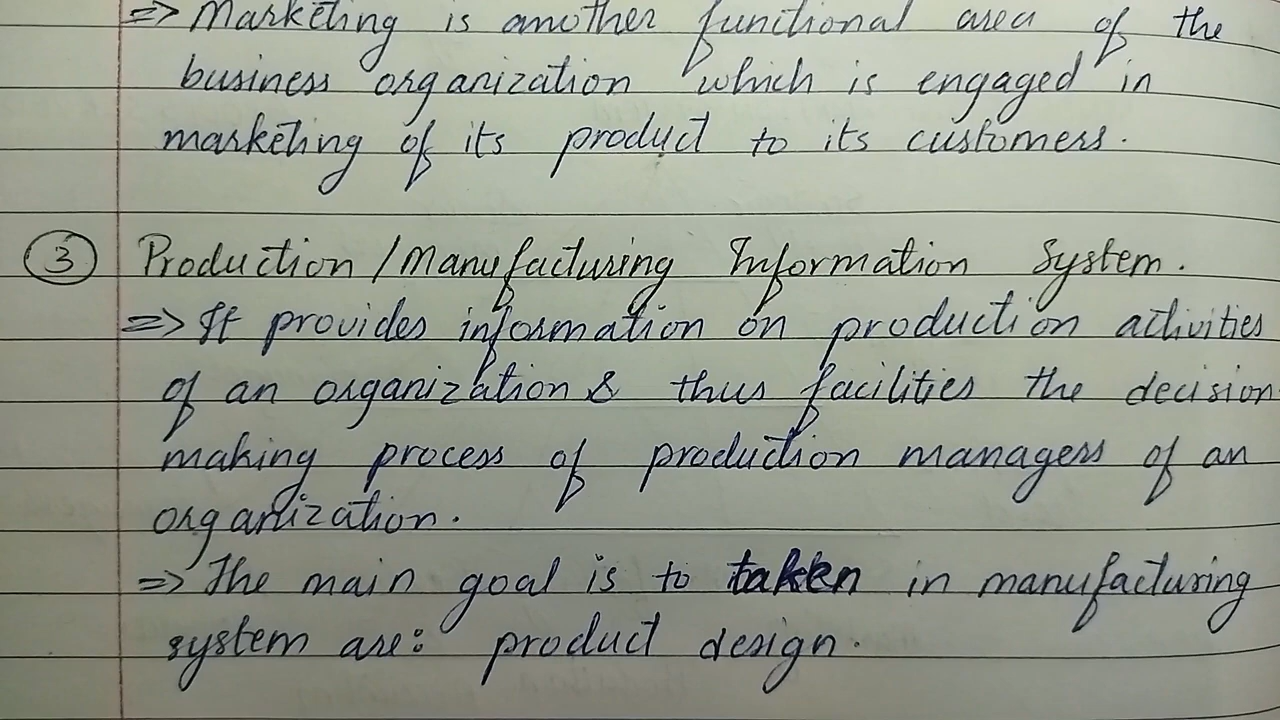 => Marketing is another functional area of the
business organization which is engaged in
marketing of its product to its customers.
③ Production/Manufacturing Information System.
=> It provides information on production activities
of an organization & thus facilities the decision
making process of production managers of an
organization.
=> The main goal is to taken in manufacturing
system are: product design.